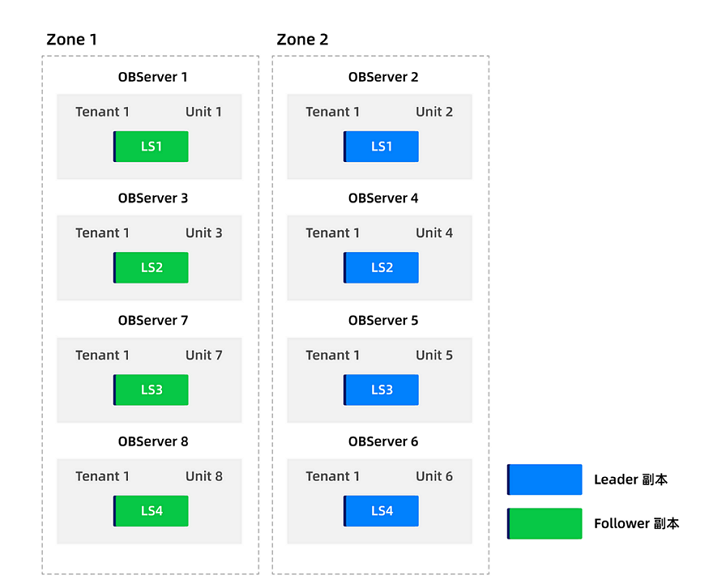 Zone 1
Zone 2
OBServer 1
OBServer 2
Tenant 1 Unit 1
Tenant 1 Unit 2
LS1
LS1
OBServer 3
OBServer 4
Tenant 1 Unit 3
Tenant 1 Unit 4
LS2
LS2
OBServer 7
OBServer 5
Tenant 1 Unit 7
Tenant 1 Unit 5
LS3
LS3
OBServer 8
OBServer 6
Tenant 1 Unit 8
Tenant 1 Unit 6
LS4
LS4
Leader 副本
Follower 副本